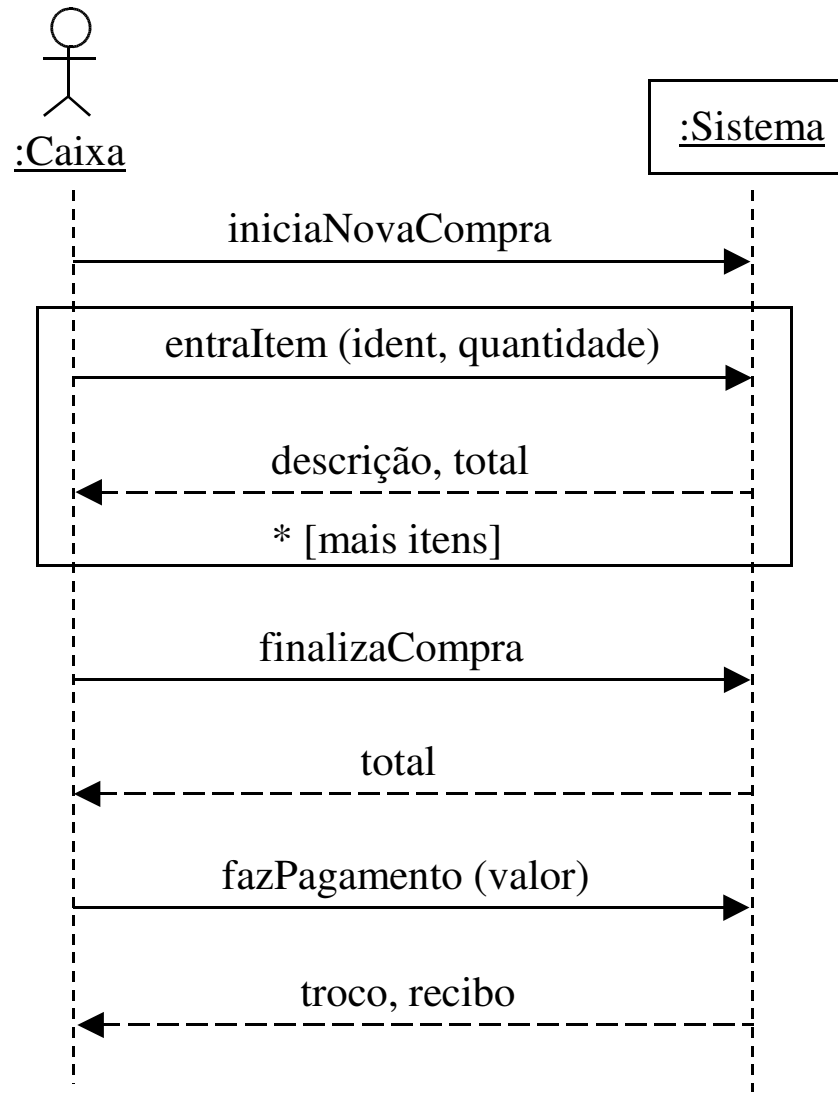 :Caixa
:Sistema
iniciaNovaCompra
entraItem (ident, quantidade)
descrição, total
* [mais itens]
finalizaCompra
total
fazPagamento (valor)
troco, recibo